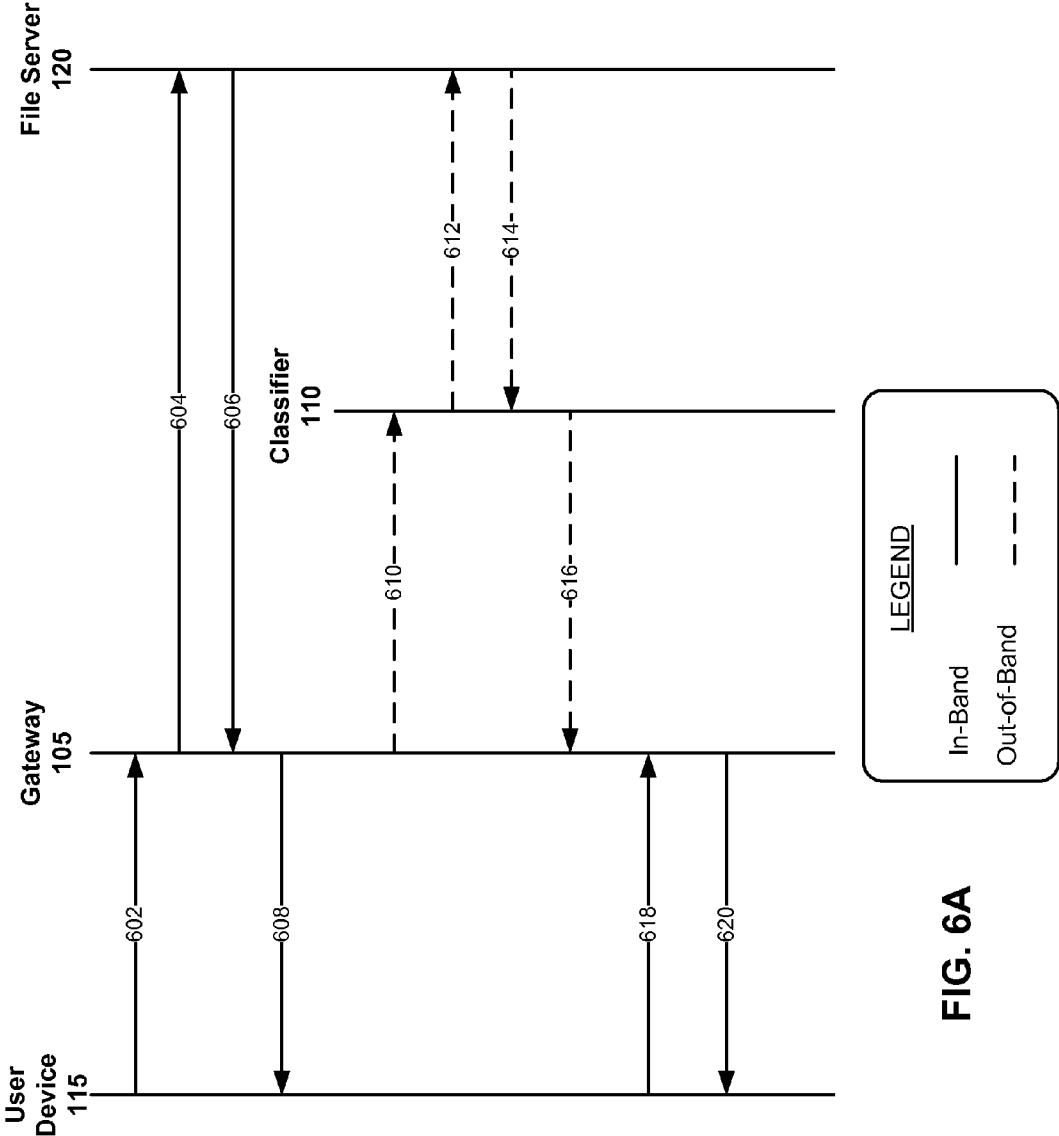 User
Device
115
Gateway
105
Classifier
110
File Server
120
602
604
606
608
610
612
614
616
618
620
LEGEND
In-Band
Out-of-Band
FIG. 6A